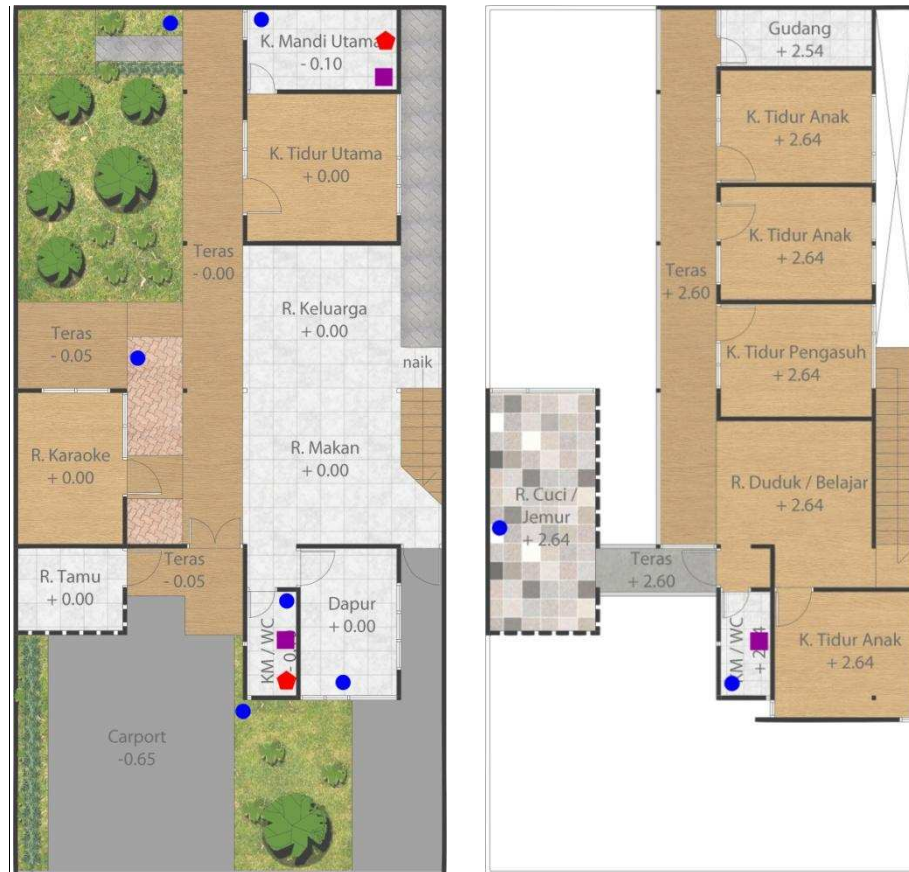 K. Mandi Utama
- 0.10
K. Tidur Utama
+ 0.00
Teras
- 0.00
R. Keluarga
+ 0.00
Teras
- 0.05
naik
R. Karaoke
+ 0.00
R. Makan
+ 0.00
R. Tamu
+ 0.00
Teras
-0.05
Dapur
+ 0.00
KM / WC
Carport
-0.65
Gudang
+ 2.54
K. Tidur Anak
+ 2.64
K. Tidur Anak
+ 2.64
Teras
+ 2.60
K. Tidur Pengasuh
+ 2.64
R. Duduk / Belajar
+ 2.64
R. Cuci /
Jemur
+ 2.64
Teras
+ 2.60
KM / WC
K. Tidur Anak
+ 2.64